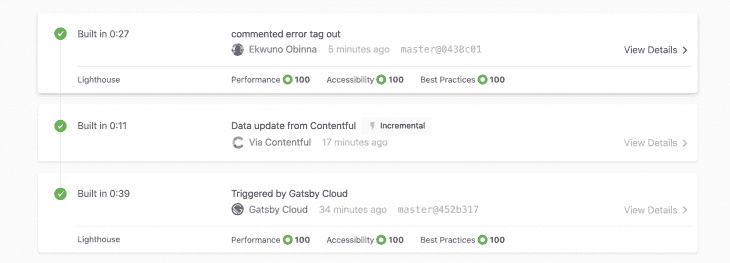 Built in 0:27 commented error tag out
Ekwuno Obinna 5 minutes ago master@0438c01 View Details
Lighthouse Performance 100 Accessibility 100 Best Practices 100
Built in 0:11 Data update from Contentful Incremental
Via Contentful 17 minutes ago View Details
Built in 0:39 Triggered by Gatsby Cloud
Gatsby Cloud 34 minutes ago master@452b317 View Details
Lighthouse Performance 100 Accessibility 100 Best Practices 100